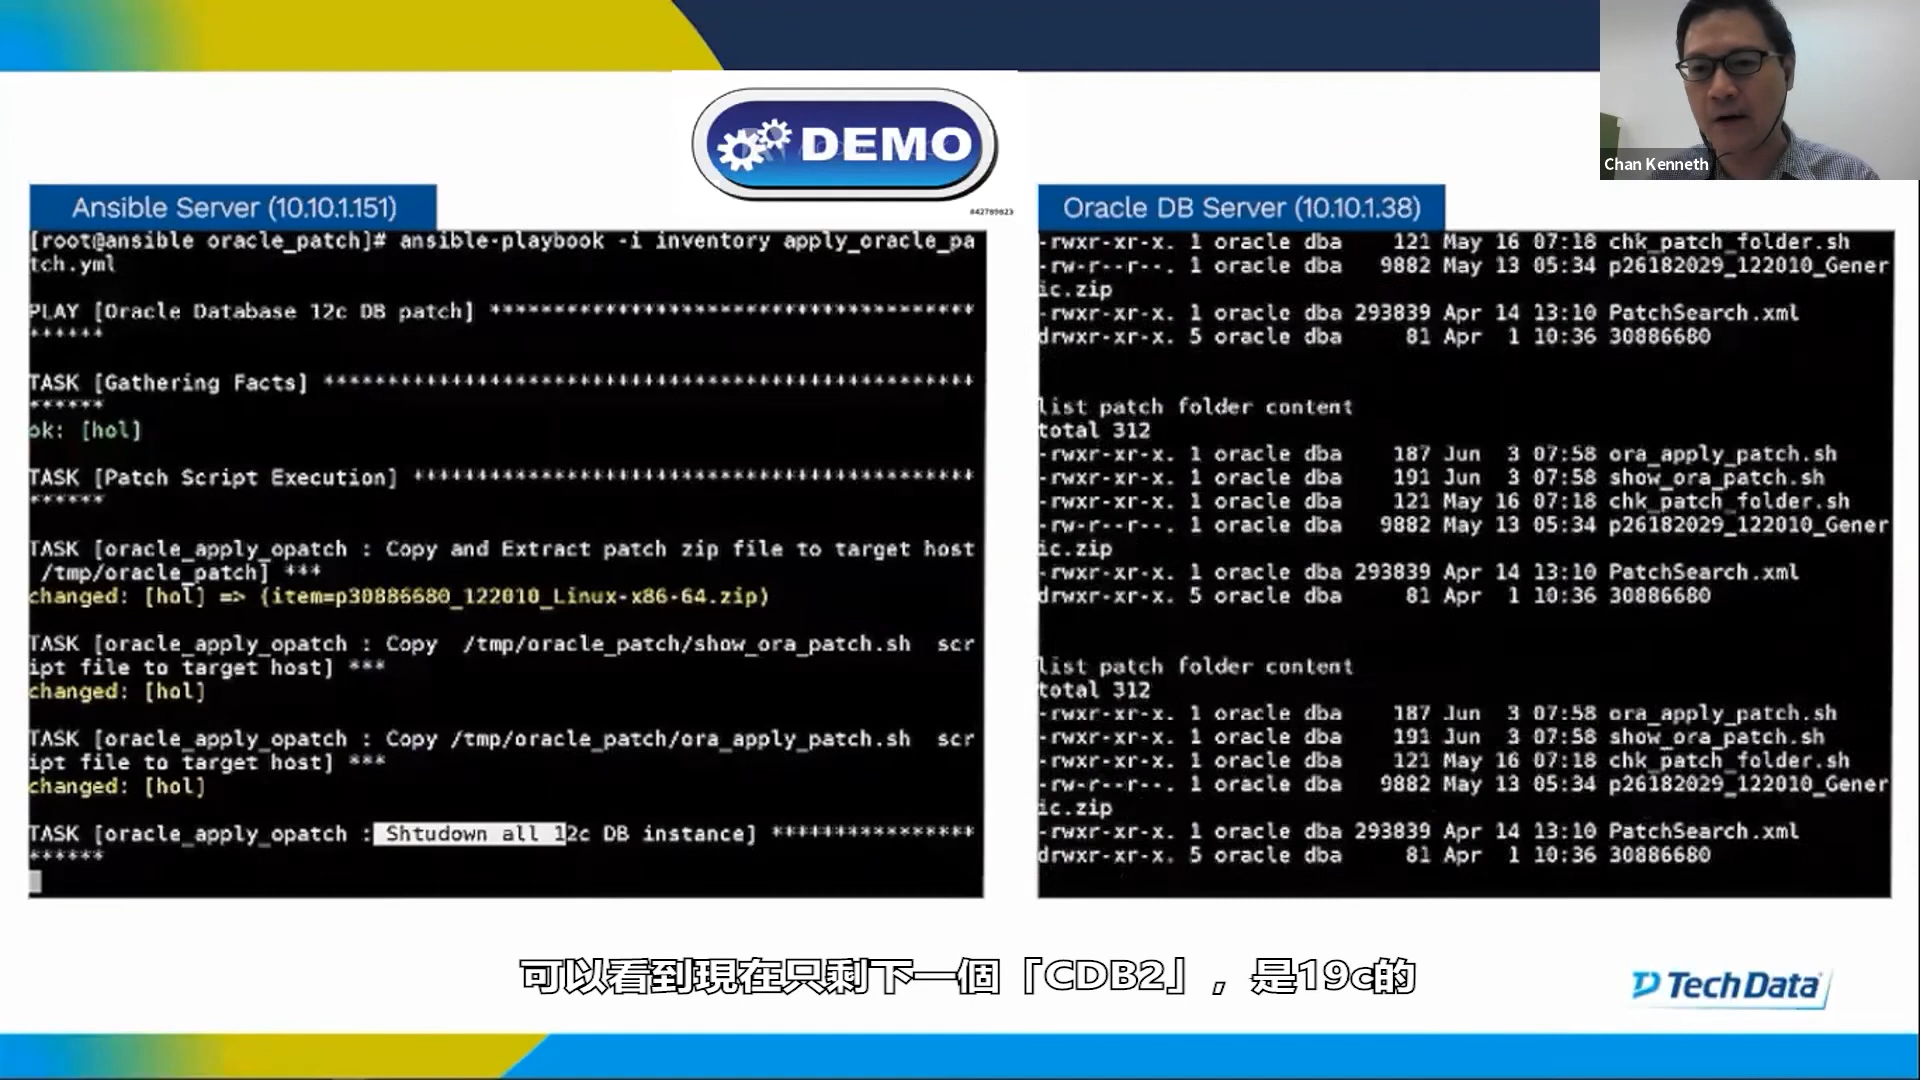 DEMO
Chan Kenneth
#42789823
Ansible Server (10.10.1.151)
[root@ansible oracle_patch]# ansible-playbook -i inventory apply_oracle_pa
tch.yml
PLAY [Oracle Database 12c DB patch] **************************************
******
TASK [Gathering Facts] ***************************************************
******
ok: [hol]
TASK [Patch Script Execution] ********************************************
******
TASK [oracle_apply_opatch : Copy and Extract patch zip file to target host
/tmp/oracle_patch] ***
changed: [hol] => (item=p30886680_122010_Linux-x86-64.zip)
TASK [oracle_apply_opatch : Copy  /tmp/oracle_patch/show_ora_patch.sh  scr
ipt file to target host] ***
changed: [hol]
TASK [oracle_apply_opatch : Copy /tmp/oracle_patch/ora_apply_patch.sh  scr
ipt file to target host] ***
changed: [hol]
TASK [oracle_apply_opatch : Shtudown all 12c DB instance] ****************
******
Oracle DB Server (10.10.1.38)
-rwxr-xr-x. 1 oracle dba    121 May 16 07:18 chk_patch_folder.sh
-rw-r--r--. 1 oracle dba   9882 May 13 05:34 p26182029_122010_Gener
ic.zip
-rwxr-xr-x. 1 oracle dba 293839 Apr 14 13:10 PatchSearch.xml
drwxr-xr-x. 5 oracle dba     81 Apr  1 10:36 30886680
list patch folder content
total 312
-rwxr-xr-x. 1 oracle dba    187 Jun  3 07:58 ora_apply_patch.sh
-rwxr-xr-x. 1 oracle dba    191 Jun  3 07:58 show_ora_patch.sh
-rwxr-xr-x. 1 oracle dba    121 May 16 07:18 chk_patch_folder.sh
-rw-r--r--. 1 oracle dba   9882 May 13 05:34 p26182029_122010_Gener
ic.zip
-rwxr-xr-x. 1 oracle dba 293839 Apr 14 13:10 PatchSearch.xml
drwxr-xr-x. 5 oracle dba     81 Apr  1 10:36 30886680
list patch folder content
total 312
-rwxr-xr-x. 1 oracle dba    187 Jun  3 07:58 ora_apply_patch.sh
-rwxr-xr-x. 1 oracle dba    191 Jun  3 07:58 show_ora_patch.sh
-rwxr-xr-x. 1 oracle dba    121 May 16 07:18 chk_patch_folder.sh
-rw-r--r--. 1 oracle dba   9882 May 13 05:34 p26182029_122010_Gener
ic.zip
-rwxr-xr-x. 1 oracle dba 293839 Apr 14 13:10 PatchSearch.xml
drwxr-xr-x. 5 oracle dba     81 Apr  1 10:36 30886680
可以看到現在只剩下一個「CDB2」，是19c的
Tech Data